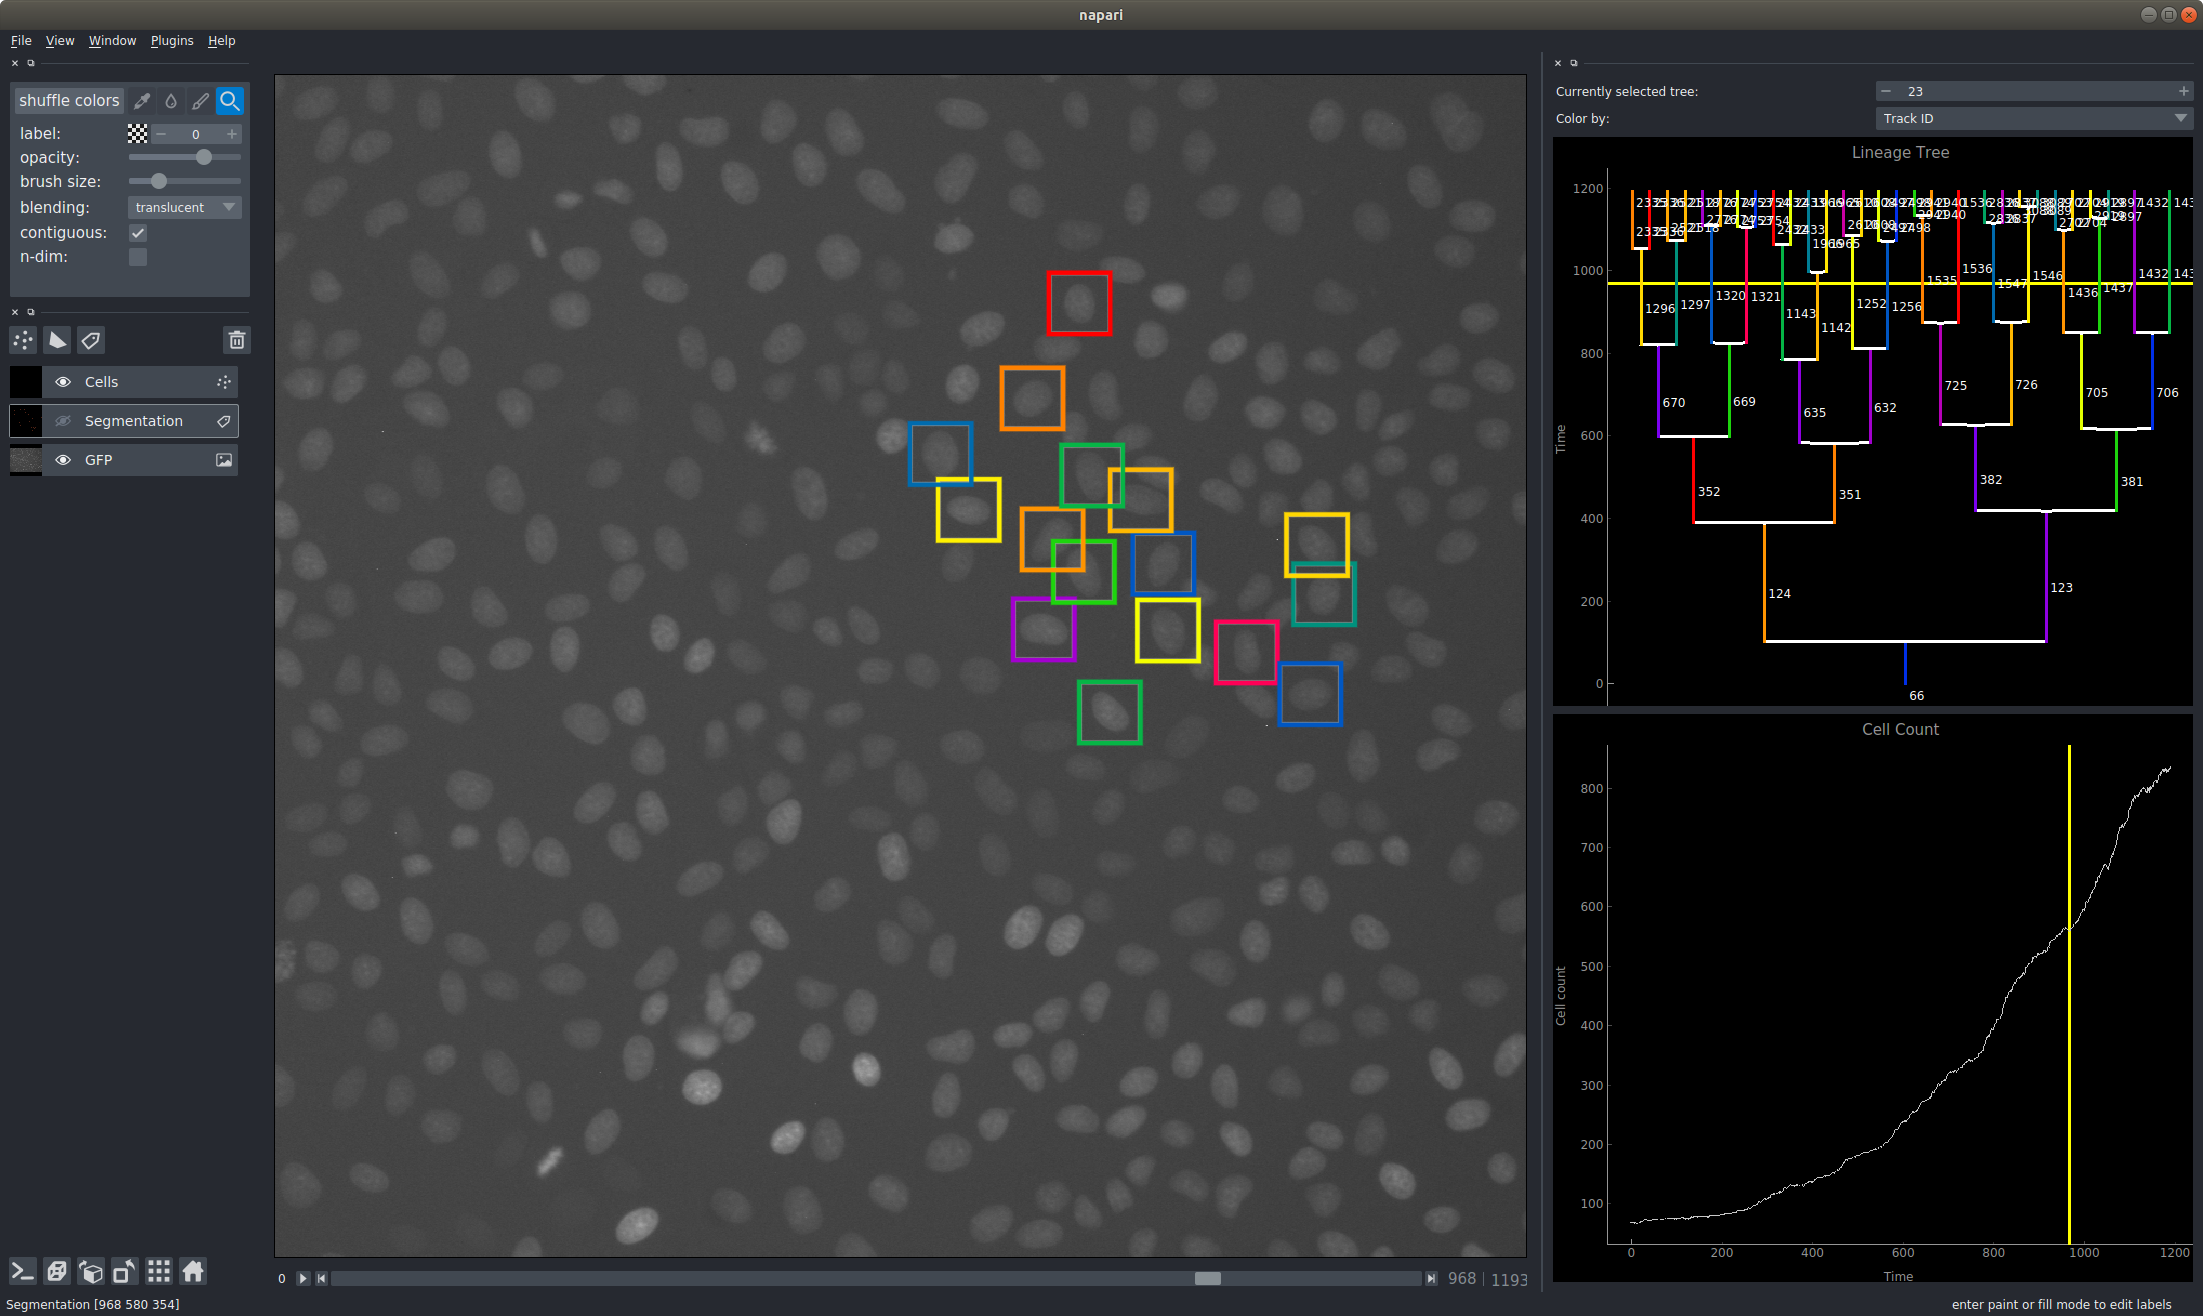 napari
File View Window Plugins Help
shuffle colors
label: 0
opacity:
brush size:
blending: translucent
contiguous:
n-dim:
Cells
Segmentation
GFP
0
968 | 1193
Segmentation [968 580 354]
Currently selected tree: 23
Color by: Track ID
Lineage Tree
Time
1200
1000
800
600
400
200
0
1536
1546
1432
1535
1547
1436
1437
1432
1296
1297
1320
1321
1143
1142
1252
1256
670
669
635
632
725
726
705
706
352
351
382
381
124
123
66
Cell Count
Cell count
800
700
600
500
400
300
200
100
0 200 400 600 800 1000 1200
Time
enter paint or fill mode to edit labels